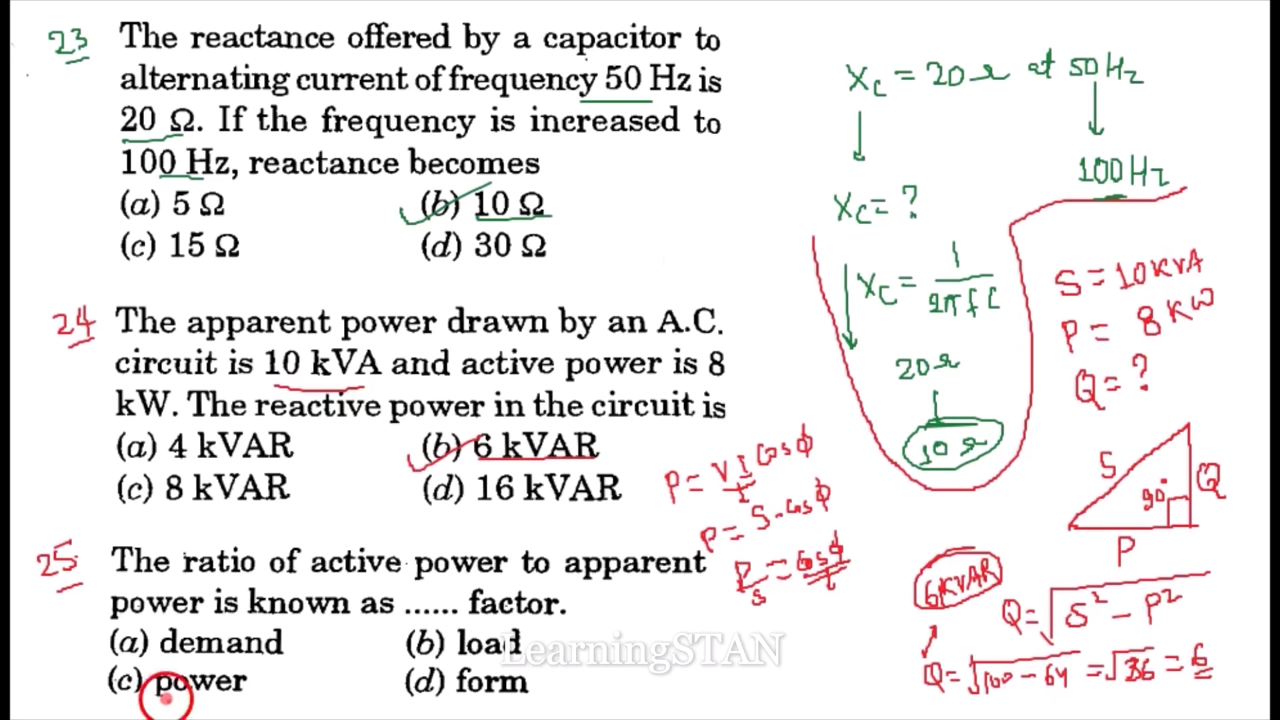 23 The reactance offered by a capacitor to
alternating current of frequency 50 Hz is
20 Ω. If the frequency is increased to
100 Hz, reactance becomes
(a) 5 Ω (b) 10 Ω
(c) 15 Ω (d) 30 Ω
24 The apparent power drawn by an A.C.
circuit is 10 kVA and active power is 8
kW. The reactive power in the circuit is
(a) 4 kVAR (b) 6 kVAR
(c) 8 kVAR (d) 16 kVAR
25 The ratio of active power to apparent
power is known as ...... factor.
(a) demand (b) load
(c) power (d) form
LearningSTAN
Xc = 20Ω at 50Hz
100Hz
Xc = ?
Xc = 1/2πfC
20Ω
10Ω
S = 10KVA
P = 8KW
Q = ?
S 90° Q
P
P = VI Cosϕ
P = S.Cosϕ
P/S = Cosϕ
6KVAR
Q = √S² − P²
Q = √100 − 64 = √36 = 6